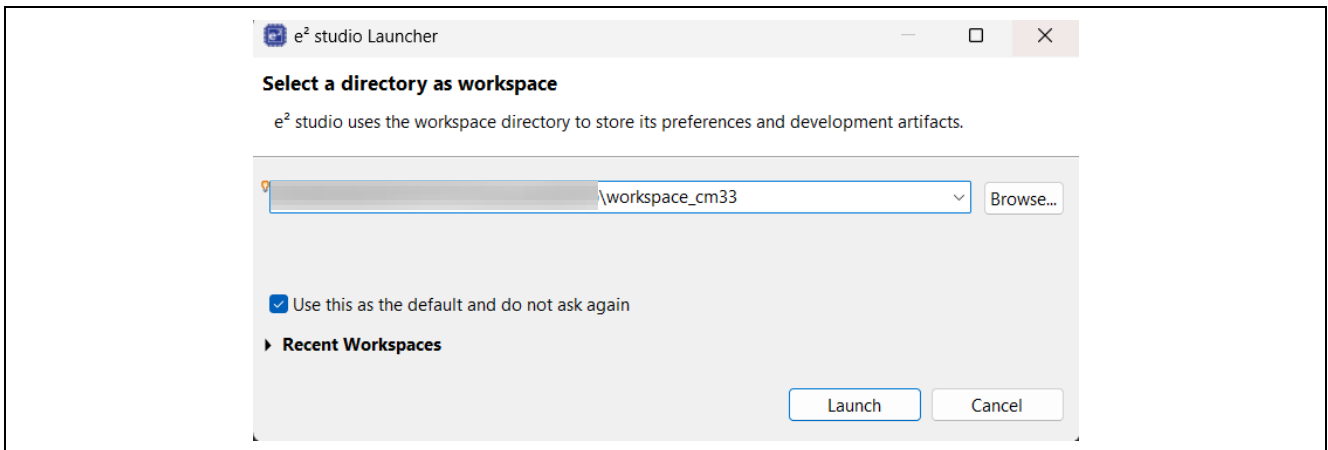 e² studio Launcher
Select a directory as workspace
e² studio uses the workspace directory to store its preferences and development artifacts.
\workspace_cm33
Browse...
Use this as the default and do not ask again
Recent Workspaces
Launch Cancel